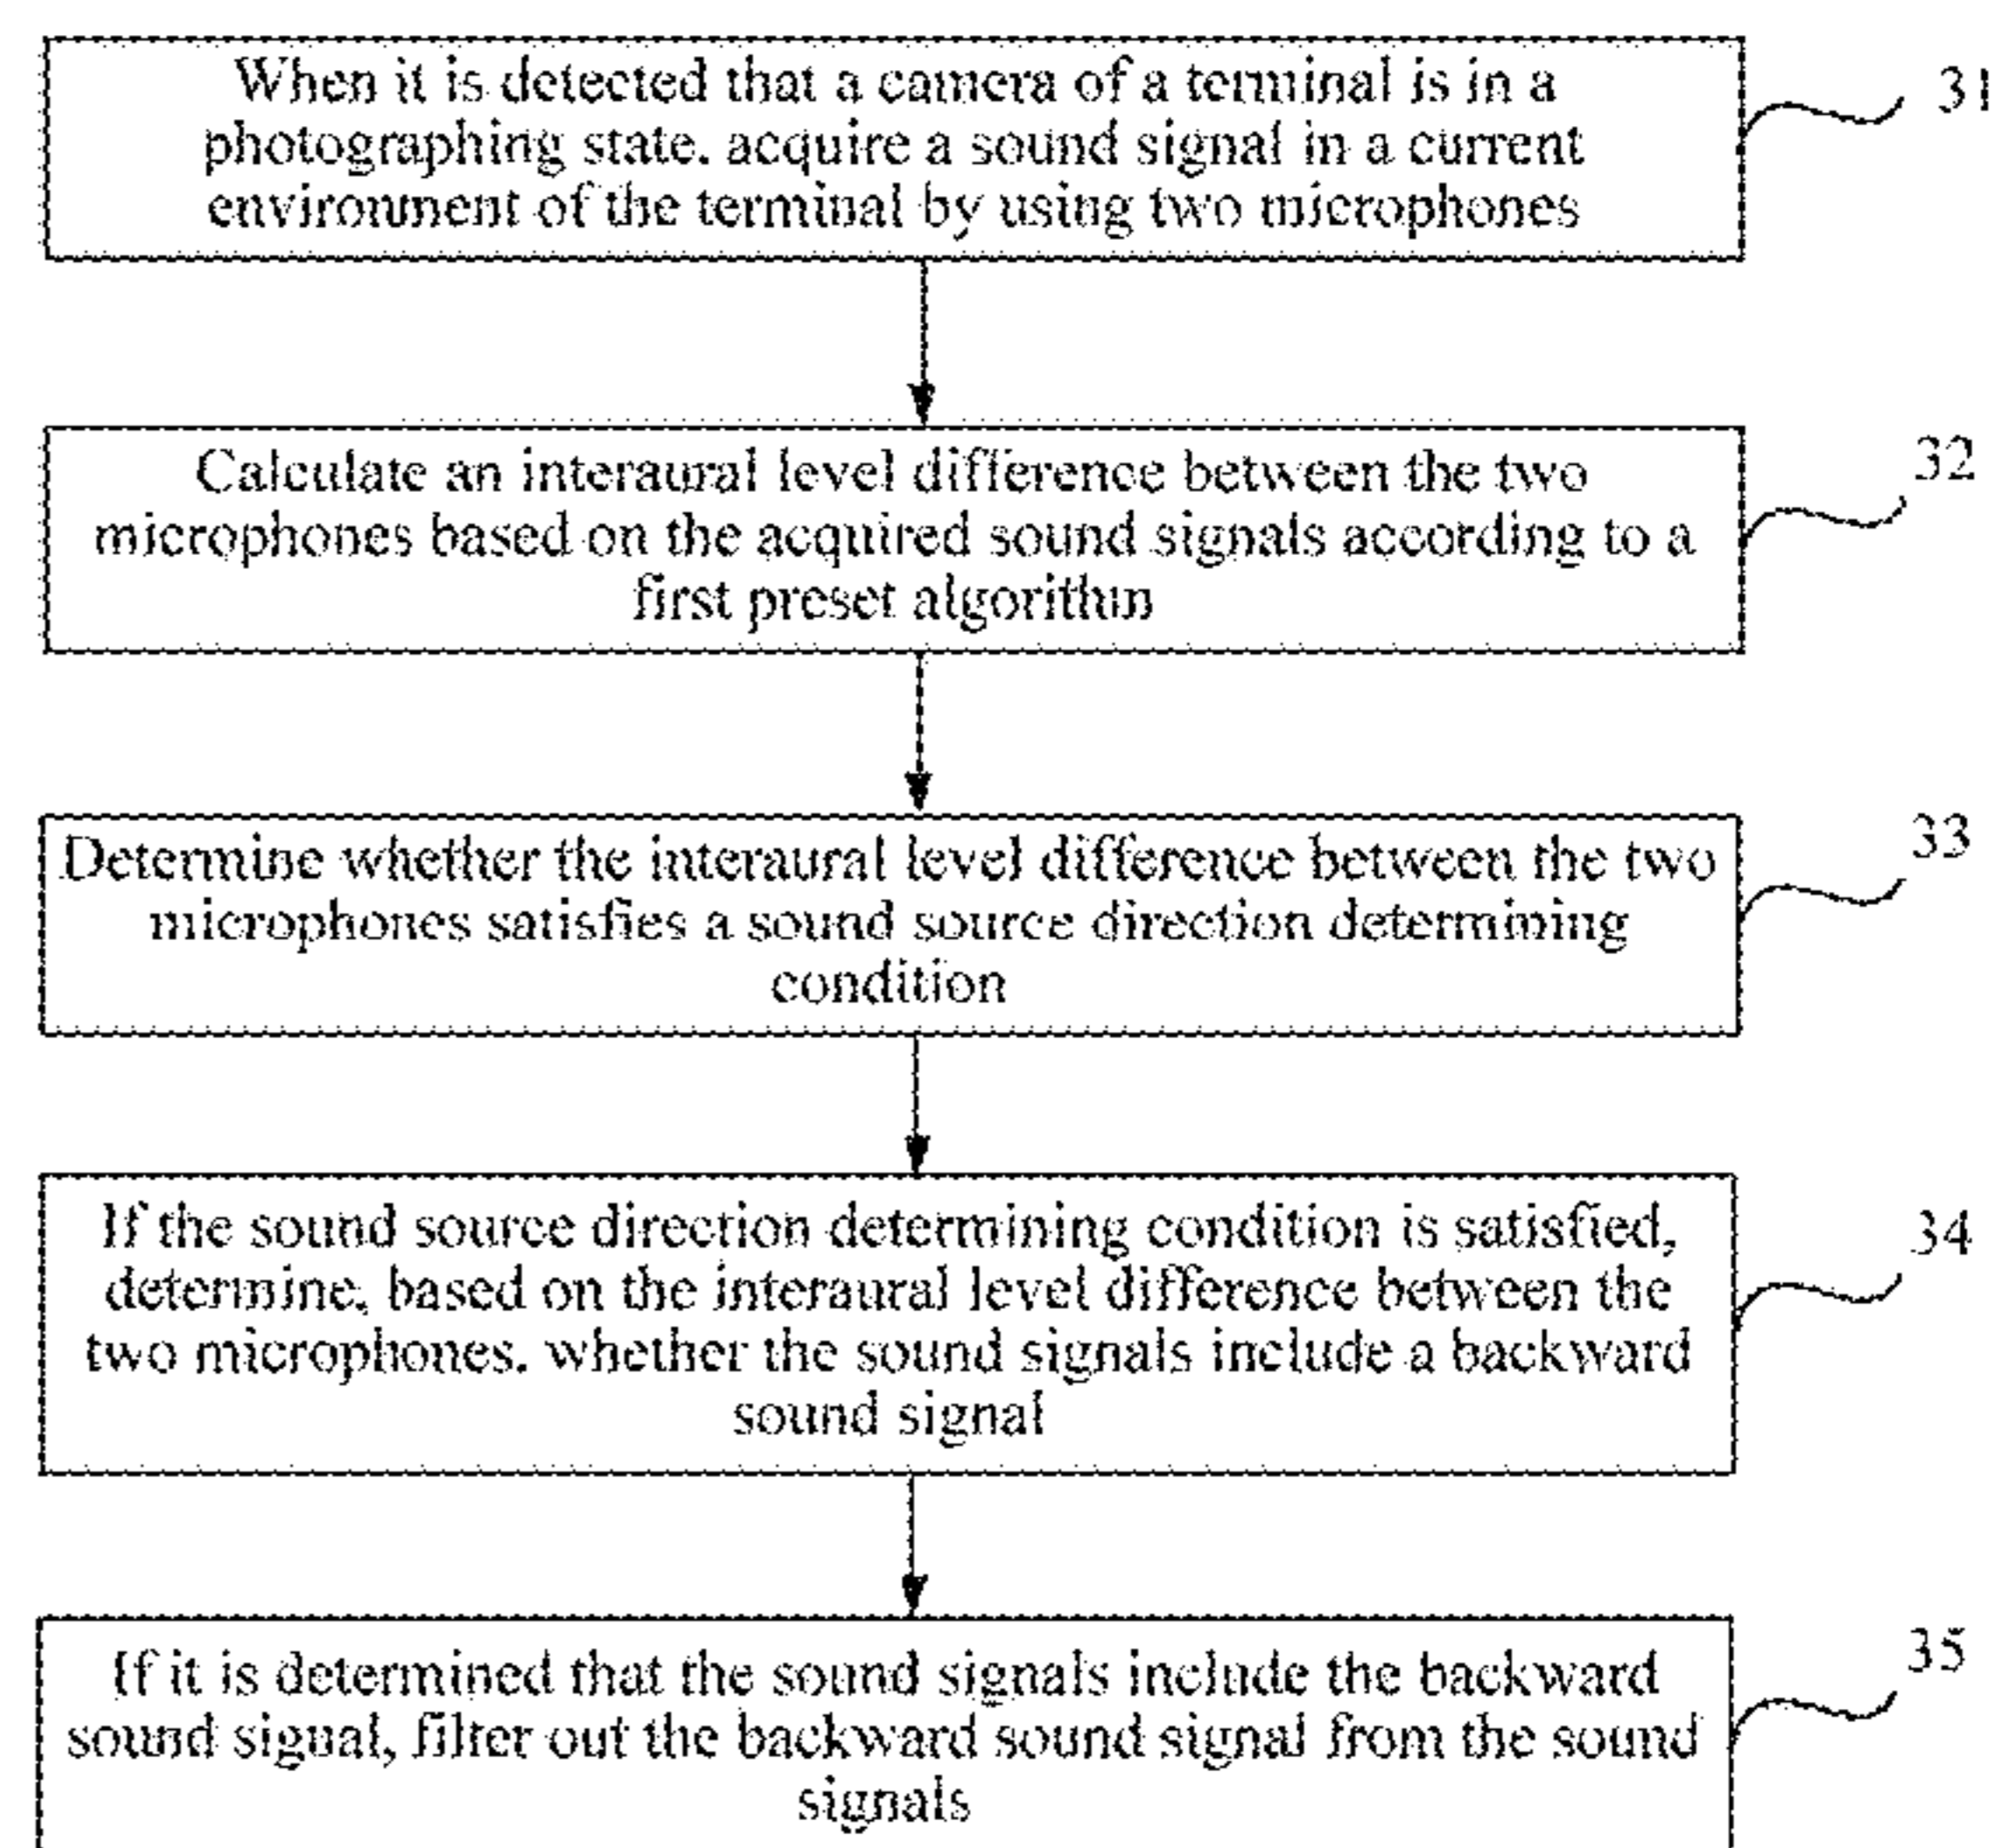 When it is detected that a camera of a terminal is in a
photographing state, acquire a sound signal in a current
environment of the terminal by using two microphones
31
Calculate an interaural level difference between the two
microphones based on the acquired sound signals according to a
first preset algorithm
32
Determine whether the interaural level difference between the two
microphones satisfies a sound source direction determining
condition
33
If the sound source direction determining condition is satisfied,
determine, based on the interaural level difference between the
two microphones, whether the sound signals include a backward
sound signal
34
If it is determined that the sound signals include the backward
sound signal, filter out the backward sound signal from the sound
signals
35